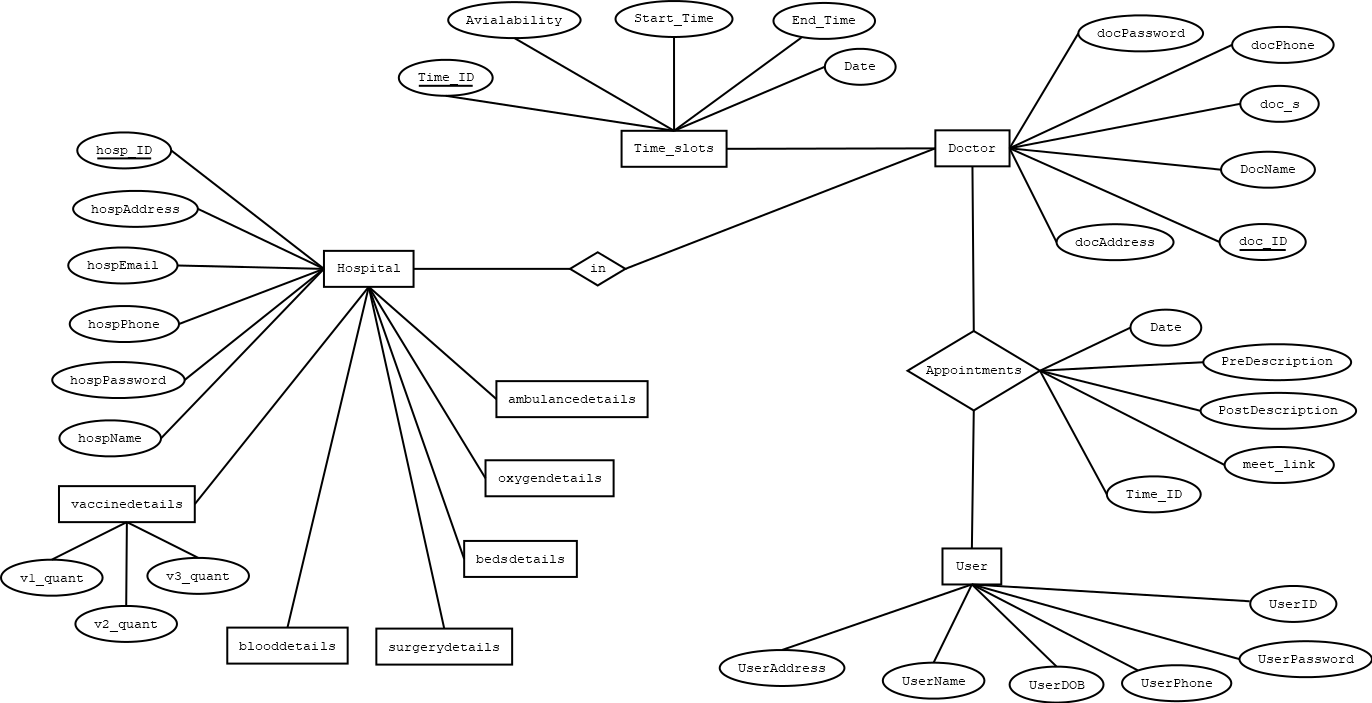 Avialability
Start_Time
End_Time
docPassword
docPhone
Time_ID
Date
doc_s
hosp_ID
Time_slots
Doctor
DocName
hospAddress
docAddress
doc_ID
hospEmail
Hospital
in
hospPhone
Date
PreDescription
Appointments
hospPassword
ambulancedetails
PostDescription
hospName
meet_link
oxygendetails
Time_ID
vaccinedetails
bedsdetails
User
v1_quant
v3_quant
UserID
v2_quant
blooddetails
surgerydetails
UserPassword
UserAddress
UserName
UserDOB
UserPhone